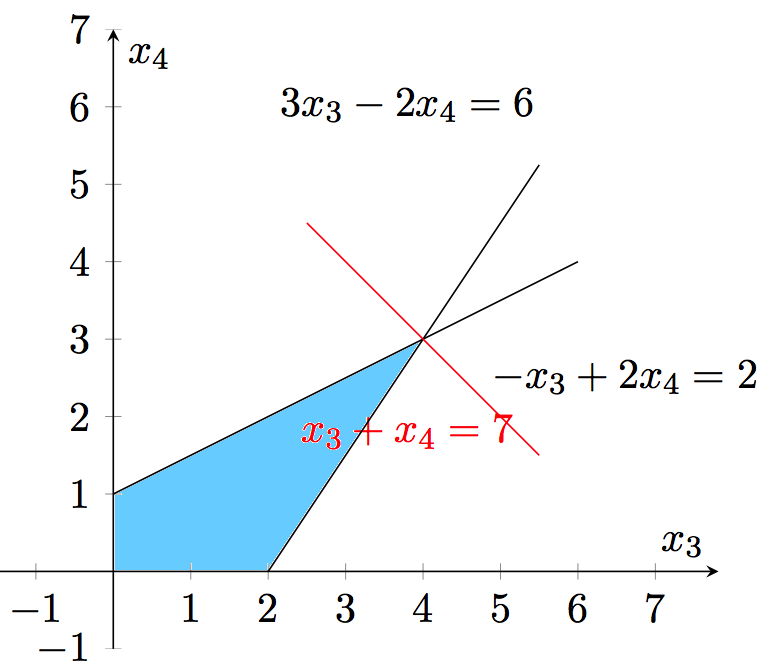 7
x₄
6
3x₃ − 2x₄ = 6
5
4
3
−x₃ + 2x₄ = 2
2
x₃ + x₄ = 7
1
x₃
−1 1 2 3 4 5 6 7
−1